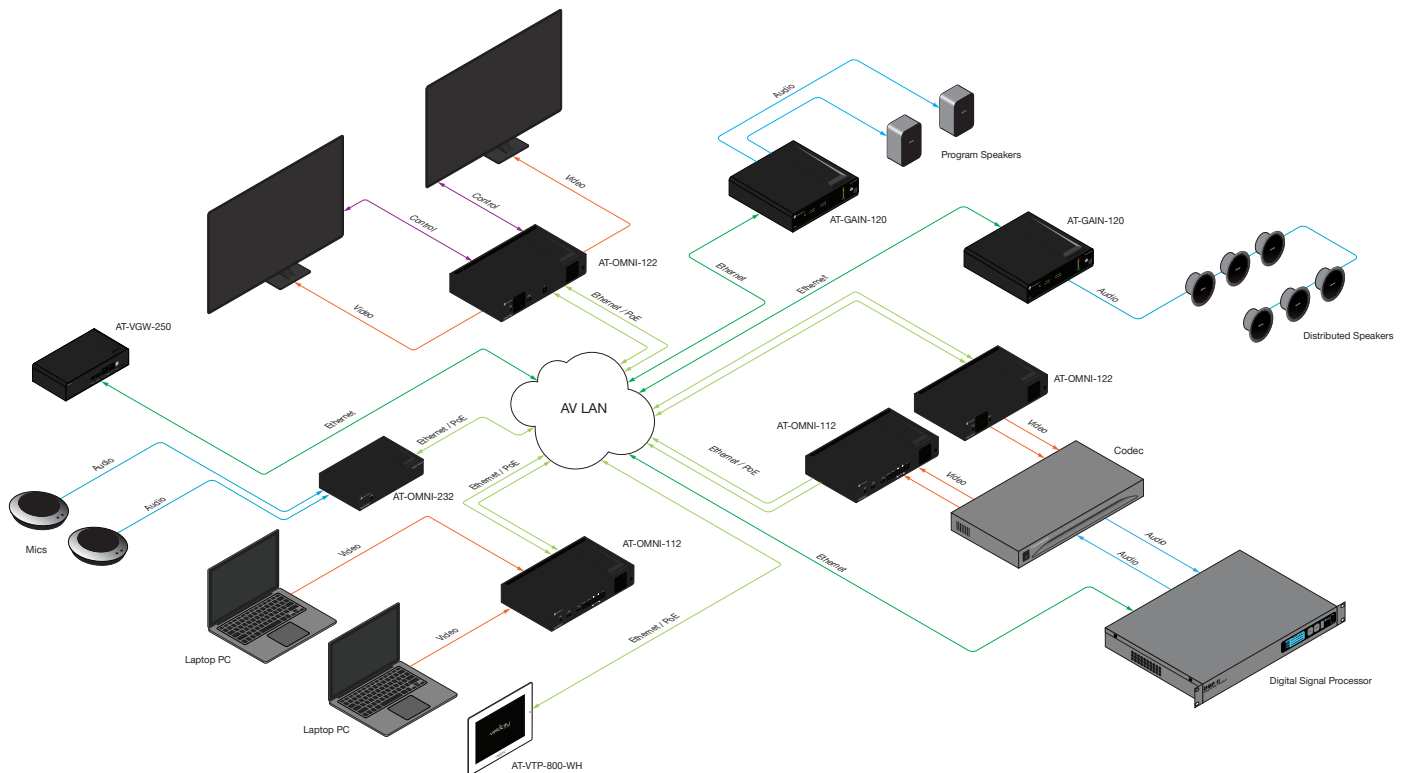 Audio
Program Speakers
Video
Control
Control
AT-GAIN-120
AT-GAIN-120
AT-OMNI-122
Ethernet
Ethernet
Ethernet / PoE
Audio
Distributed Speakers
Video
AT-VGW-250
AT-OMNI-122
AV LAN
Ethernet
AT-OMNI-112
Video
Ethernet / PoE
Codec
Ethernet / PoE
Video
Audio
Ethernet / PoE
AT-OMNI-232
Audio
Mics
Video
AT-OMNI-112
Ethernet
Audio
Audio
Laptop PC
Video
Ethernet / PoE
Digital Signal Processor
Laptop PC
velocity
AT-VTP-800-WH